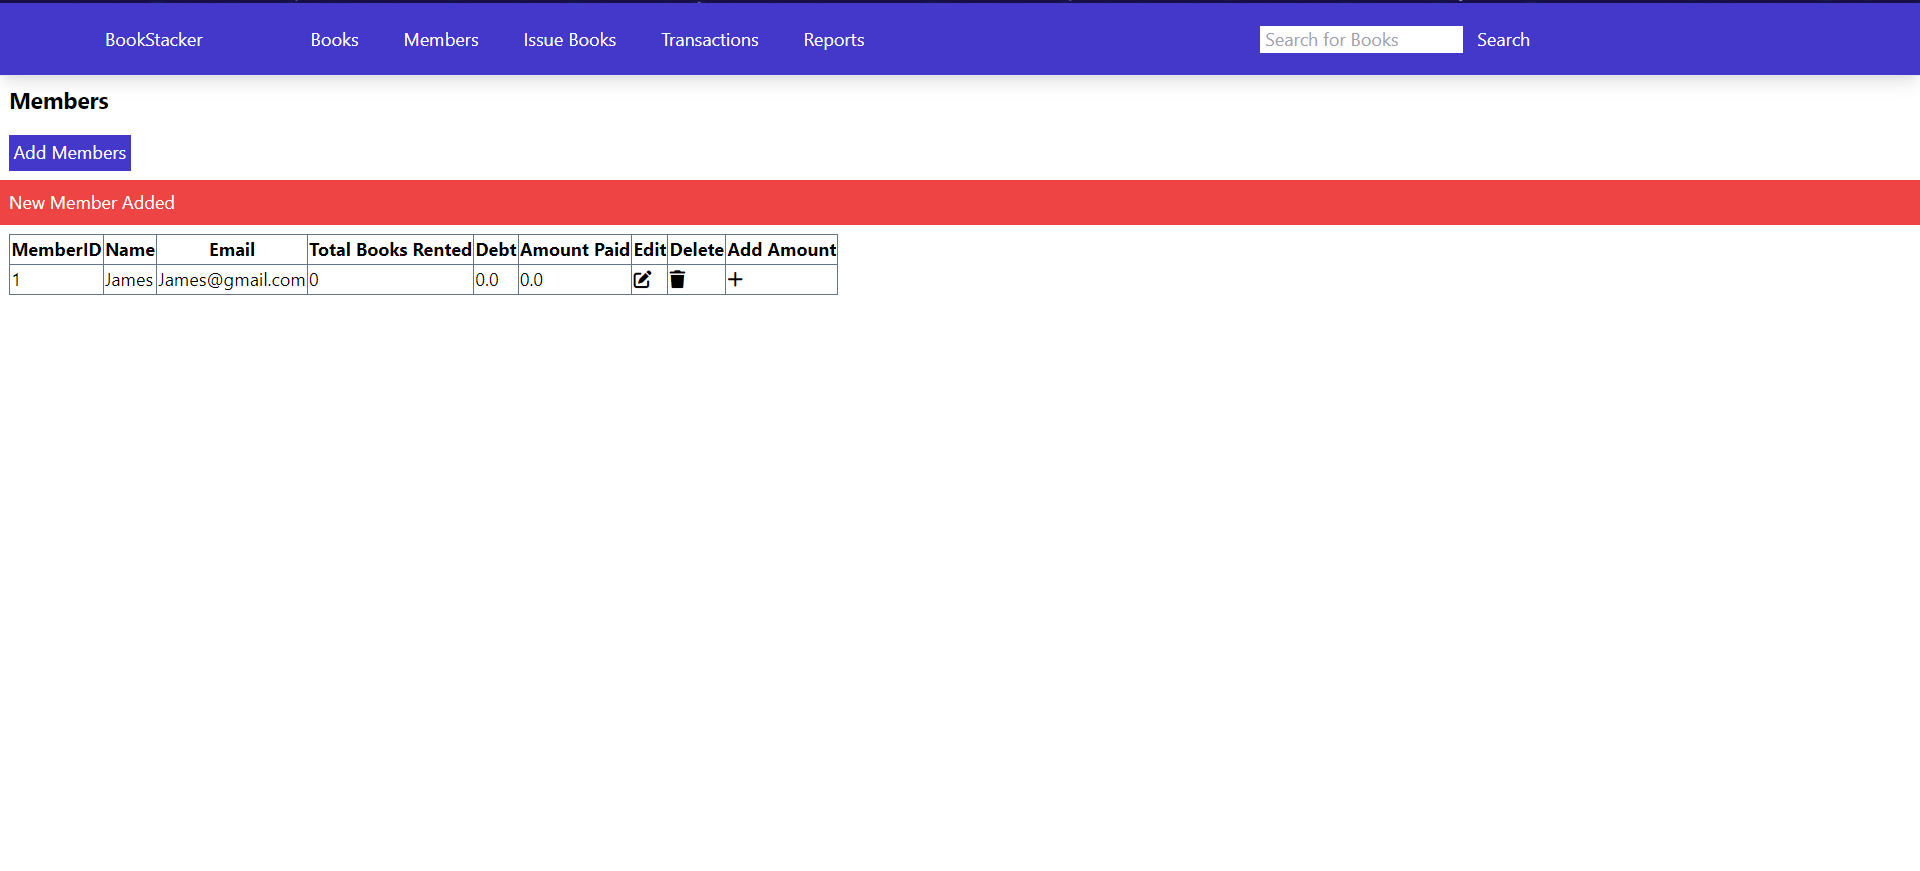 BookStacker Books Members Issue Books Transactions Reports Search for Books Search
Members
Add Members
New Member Added
MemberID Name Email Total Books Rented Debt Amount Paid Edit Delete Add Amount
1 James James@gmail.com 0 0.0 0.0